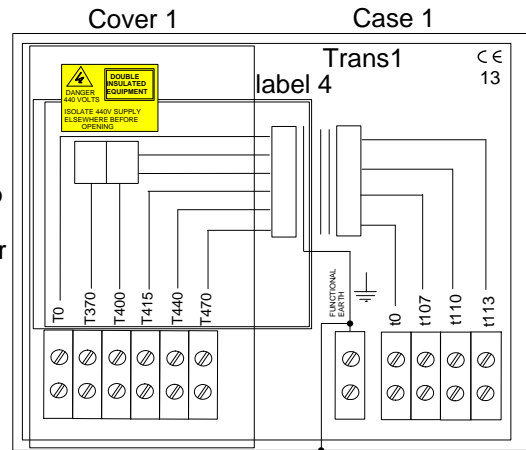 Cover 1
Case 1
Trans1
CE
13
label 4
DANGER
440 VOLTS
DOUBLE
INSULATED
EQUIPMENT
ISOLATE 440V SUPPLY
ELSEWHERE BEFORE
OPENING
T0
T370
T400
T415
T440
T470
FUNCTIONAL
EARTH
t0
t107
t110
t113